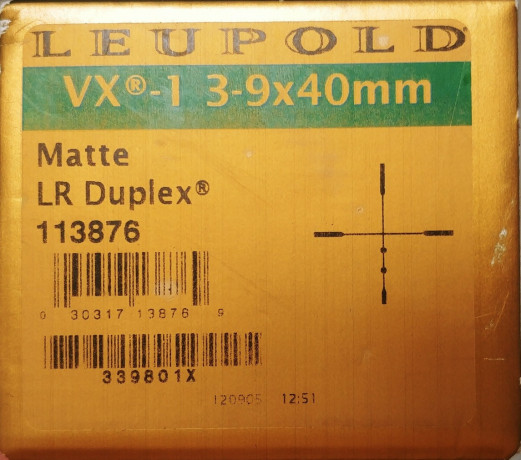 LEUPOLD
VX®-1 3-9x40mm
Matte
LR Duplex®
113876
0 30317 13876 9
339801X
120905 12:51